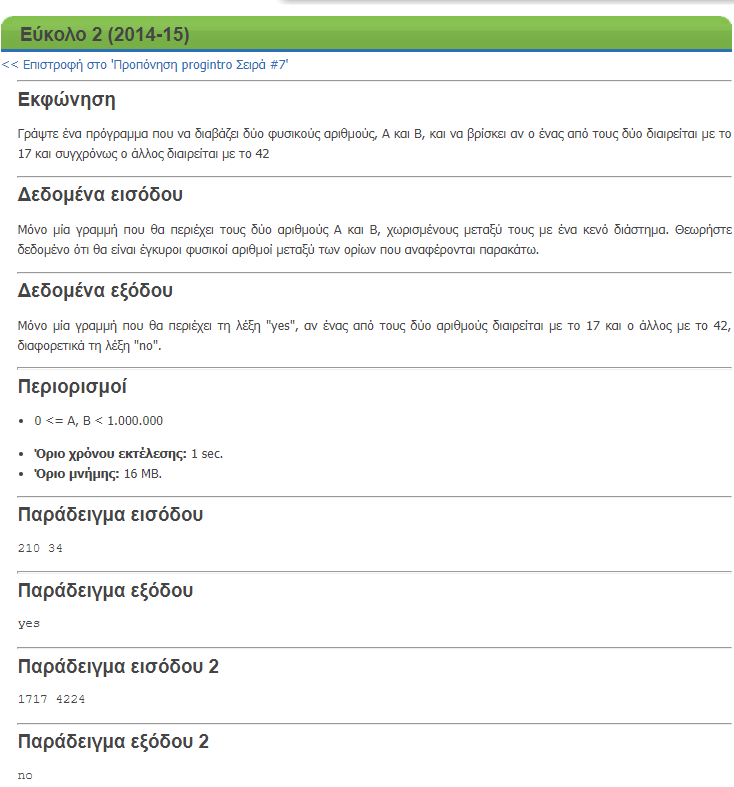 Εύκολο 2 (2014-15)
<< Επιστροφή στο 'Προπόνηση progintro Σειρά #7'
Εκφώνηση
Γράψτε ένα πρόγραμμα που να διαβάζει δύο φυσικούς αριθμούς, Α και Β, και να βρίσκει αν ο ένας από τους δύο διαιρείται με το
17 και συγχρόνως ο άλλος διαιρείται με το 42
Δεδομένα εισόδου
Μόνο μία γραμμή που θα περιέχει τους δύο αριθμούς Α και Β, χωρισμένους μεταξύ τους με ένα κενό διάστημα. Θεωρήστε
δεδομένο ότι θα είναι έγκυροι φυσικοί αριθμοί μεταξύ των ορίων που αναφέρονται παρακάτω.
Δεδομένα εξόδου
Μόνο μία γραμμή που θα περιέχει τη λέξη "yes", αν ένας από τους δύο αριθμούς διαιρείται με το 17 και ο άλλος με το 42,
διαφορετικά τη λέξη "no".
Περιορισμοί
• 0 <= A, B < 1.000.000
• Όριο χρόνου εκτέλεσης: 1 sec.
• Όριο μνήμης: 16 MB.
Παράδειγμα εισόδου
210 34
Παράδειγμα εξόδου
yes
Παράδειγμα εισόδου 2
1717 4224
Παράδειγμα εξόδου 2
no